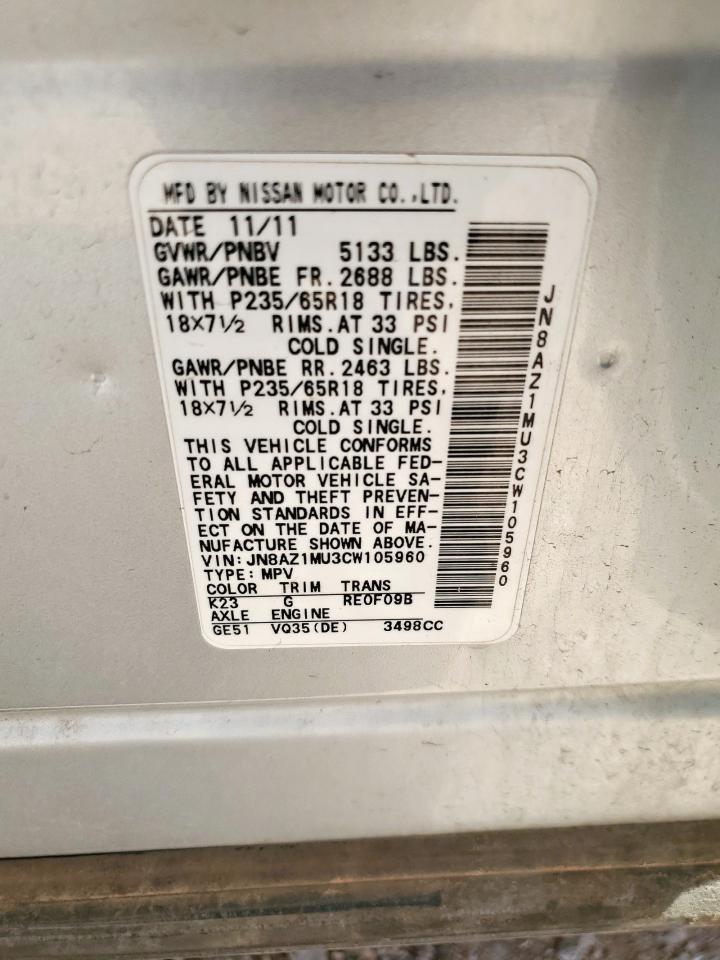 MFD BY NISSAN MOTOR CO.,LTD.
DATE 11/11
GVWR/PNBV 5133 LBS.
GAWR/PNBE FR. 2688 LBS.
WITH P235/65R18 TIRES,
18×7½ RIMS. AT 33 PSI
COLD SINGLE.
GAWR/PNBE RR. 2463 LBS.
WITH P235/65R18 TIRES,
18×7½ RIMS. AT 33 PSI
COLD SINGLE.
THIS VEHICLE CONFORMS
TO ALL APPLICABLE FED-
ERAL MOTOR VEHICLE SA-
FETY AND THEFT PREVEN-
TION STANDARDS IN EFF-
ECT ON THE DATE OF MA-
NUFACTURE SHOWN ABOVE.
VIN: JN8AZ1MU3CW105960
TYPE: MPV
COLOR TRIM TRANS
K23 G RE0F09B
AXLE ENGINE
GE51 VQ35(DE) 3498CC
JN8AZ1MU3CW105960